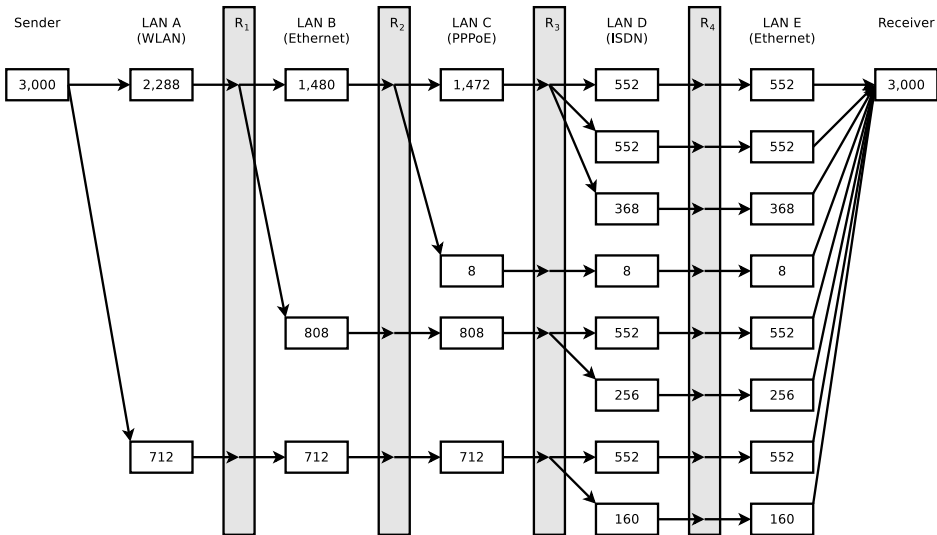 Sender LAN A R1 LAN B R2 LAN C R3 LAN D R4 LAN E Receiver
(WLAN) (Ethernet) (PPPoE) (ISDN) (Ethernet)
3,000 2,288 1,480 1,472 552 552 3,000
552 552
368 368
8 8 8
808 808 552 552
256 256
712 712 712 552 552
160 160